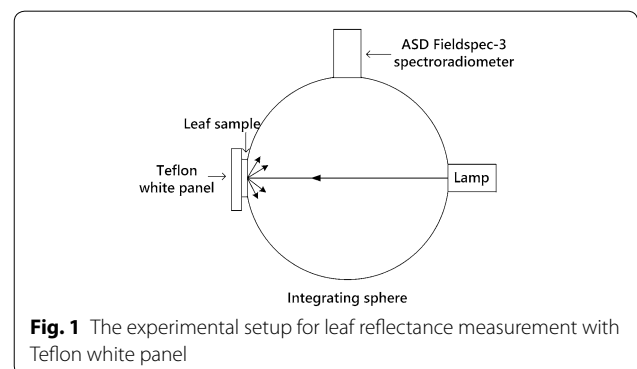 ASD Fieldspec-3
spectroradiometer
Leaf sample
Teflon
white panel
Lamp
Integrating sphere
Fig. 1 The experimental setup for leaf reflectance measurement with
Teflon white panel